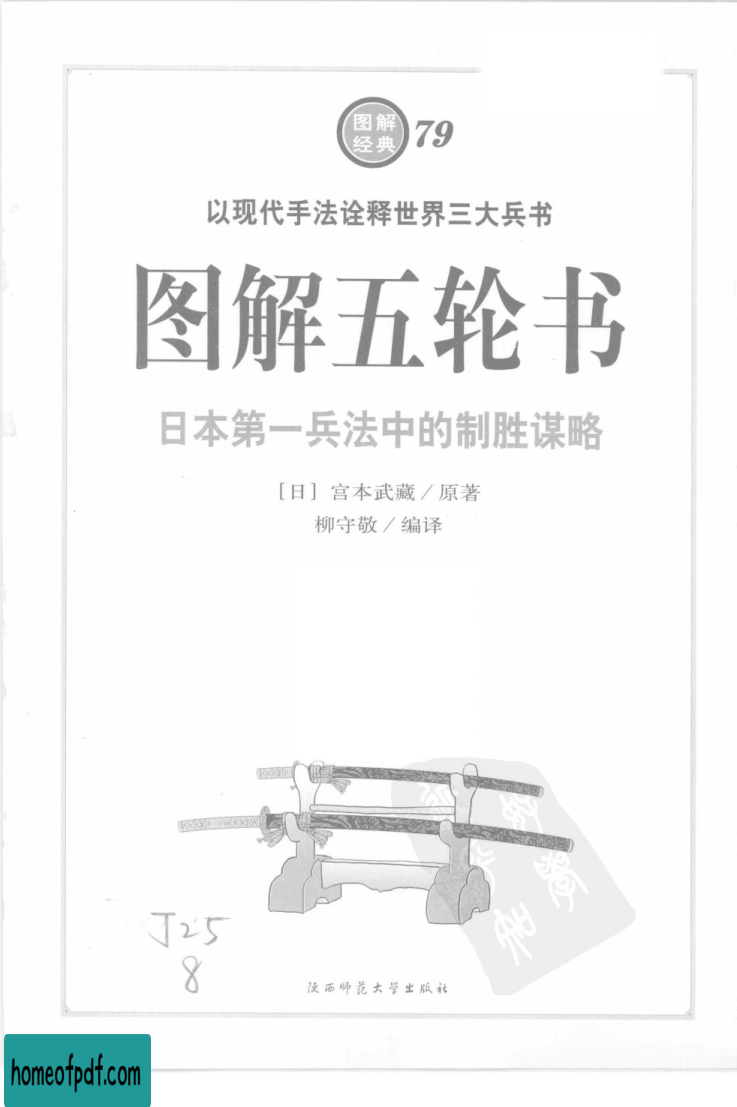 图解
经典
79
以现代手法诠释世界三大兵书
图解五轮书
日本第一兵法中的制胜谋略
[日] 宫本武藏/原著
柳守敬/编译
J25
8
陕西师范大学出版社
homeofpdf.com